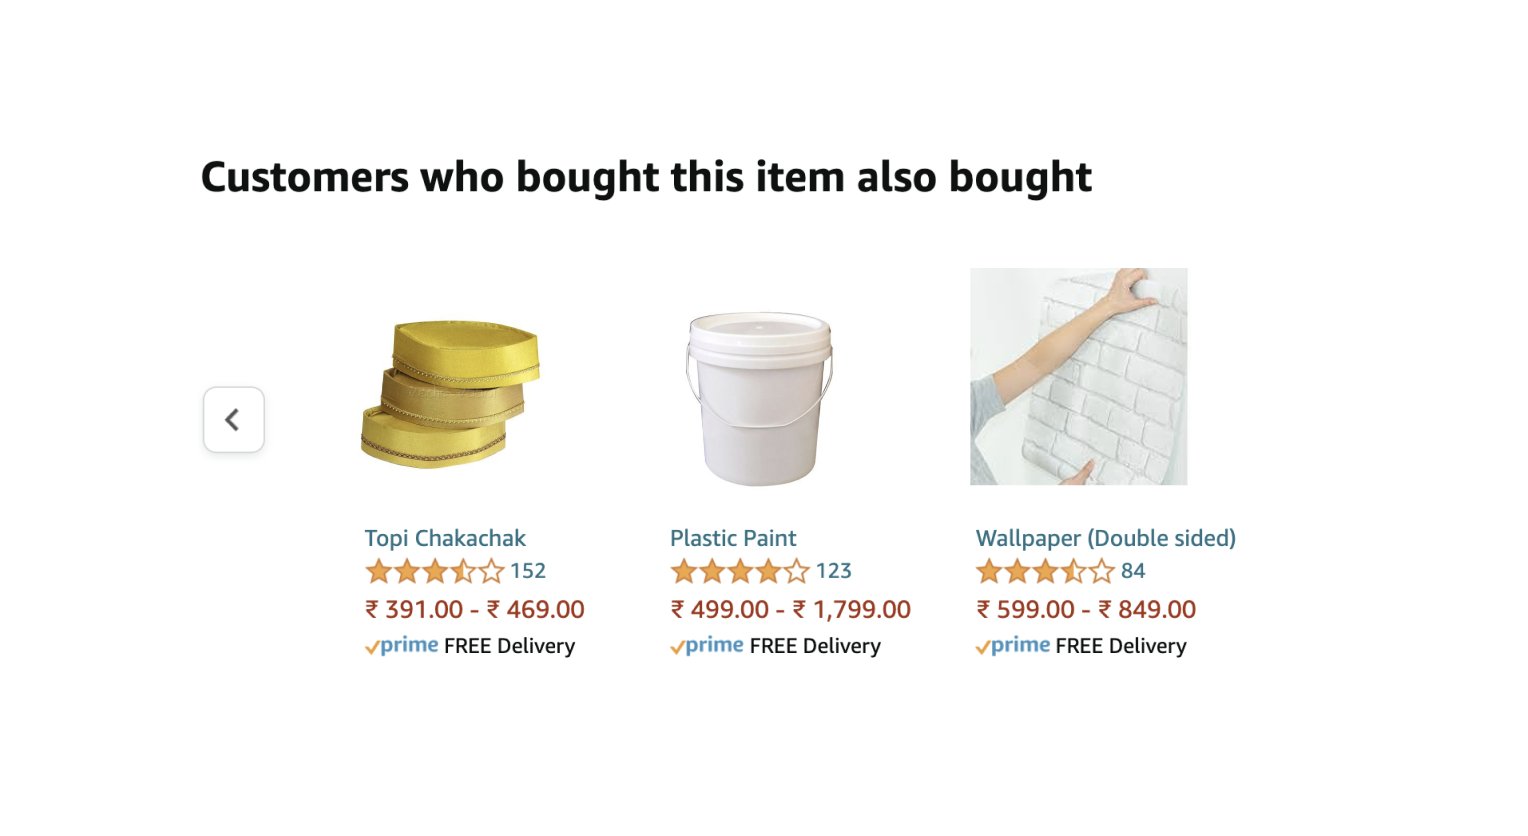 Customers who bought this item also bought
Topi Chakachak
152
₹ 391.00 - ₹ 469.00
prime FREE Delivery
Plastic Paint
123
₹ 499.00 - ₹ 1,799.00
prime FREE Delivery
Wallpaper (Double sided)
84
₹ 599.00 - ₹ 849.00
prime FREE Delivery